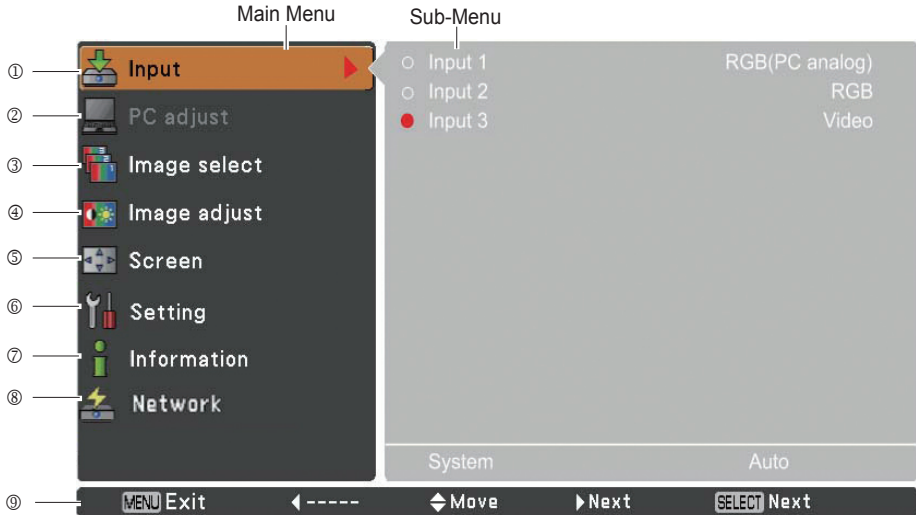 Main Menu
Sub-Menu
① Input
② PC adjust
③ Image select
④ Image adjust
⑤ Screen
⑥ Setting
⑦ Information
⑧ Network
Input 1 RGB(PC analog)
Input 2 RGB
Input 3 Video
System Auto
⑨ MENU Exit ◀----- Move Next SELECT Next